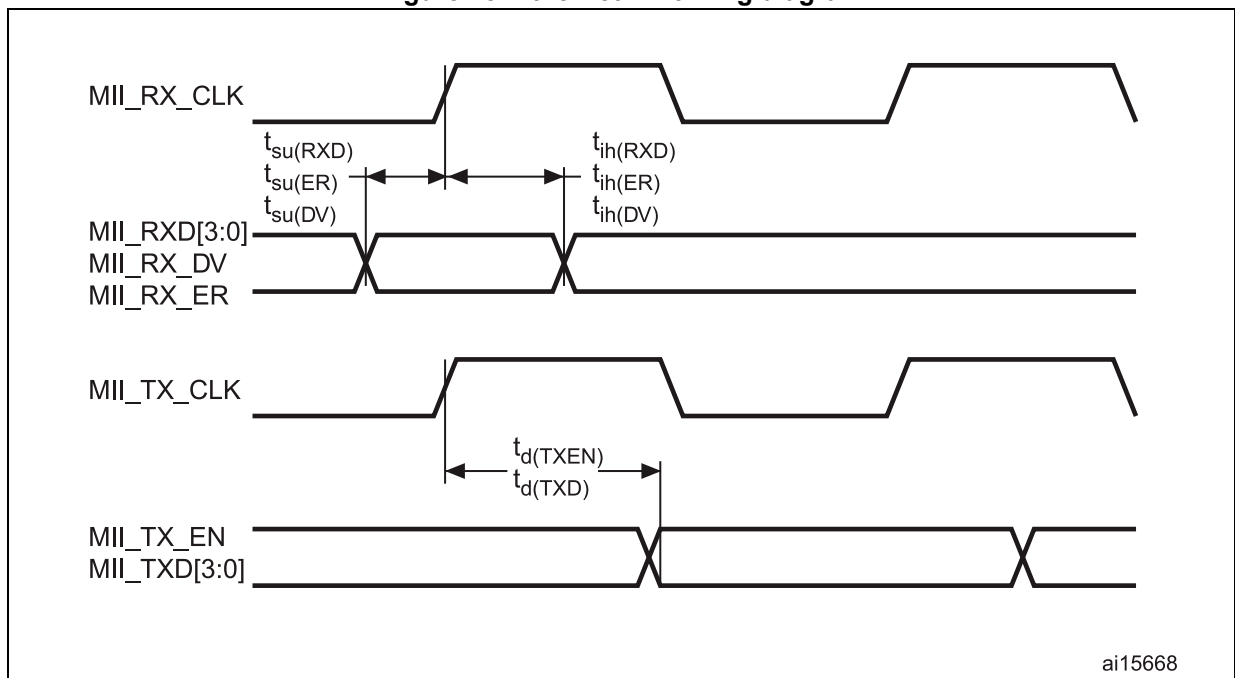 MII_RX_CLK
tsu(RXD)
tsu(ER)
tsu(DV)
tih(RXD)
tih(ER)
tih(DV)
MII_RXD[3:0]
MII_RX_DV
MII_RX_ER
MII_TX_CLK
td(TXEN)
td(TXD)
MII_TX_EN
MII_TXD[3:0]
ai15668